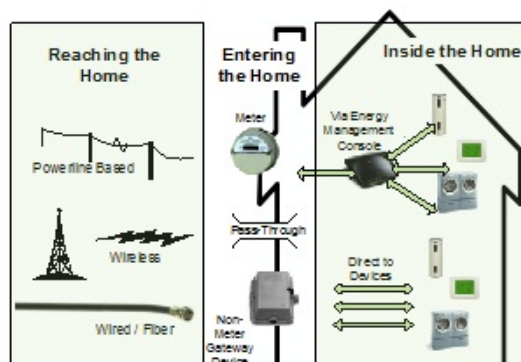 Reaching the
Home
Powerline Based
Wireless
Wired / Fiber
Entering
the Home
Meter
Pass-Through
Non-
Meter
Gateway
Device
Inside the Home
Via Energy
Management
Console
Direct to
Devices